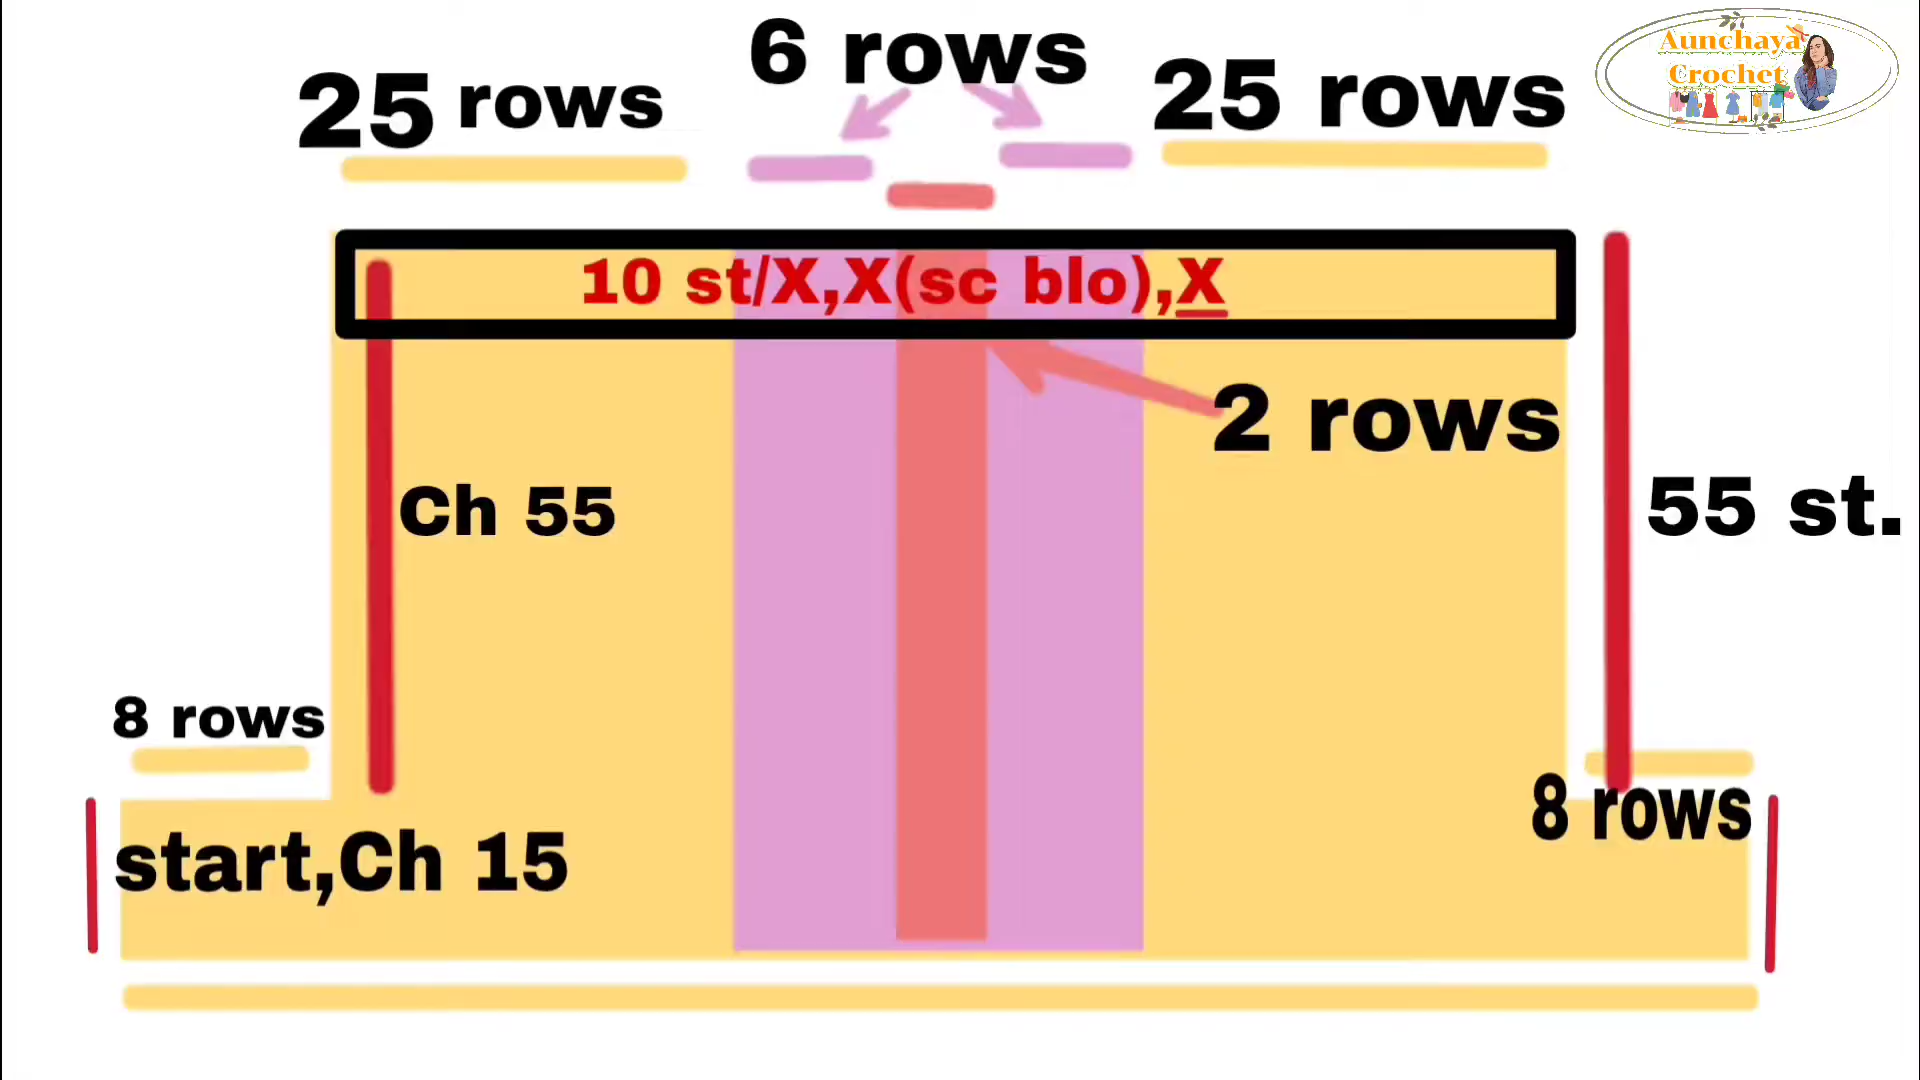 6 rows
25 rows
25 rows
Aunchaya
Crochet
10 st/X,X(sc blo),X
2 rows
Ch 55
55 st.
8 rows
8 rows
start,Ch 15